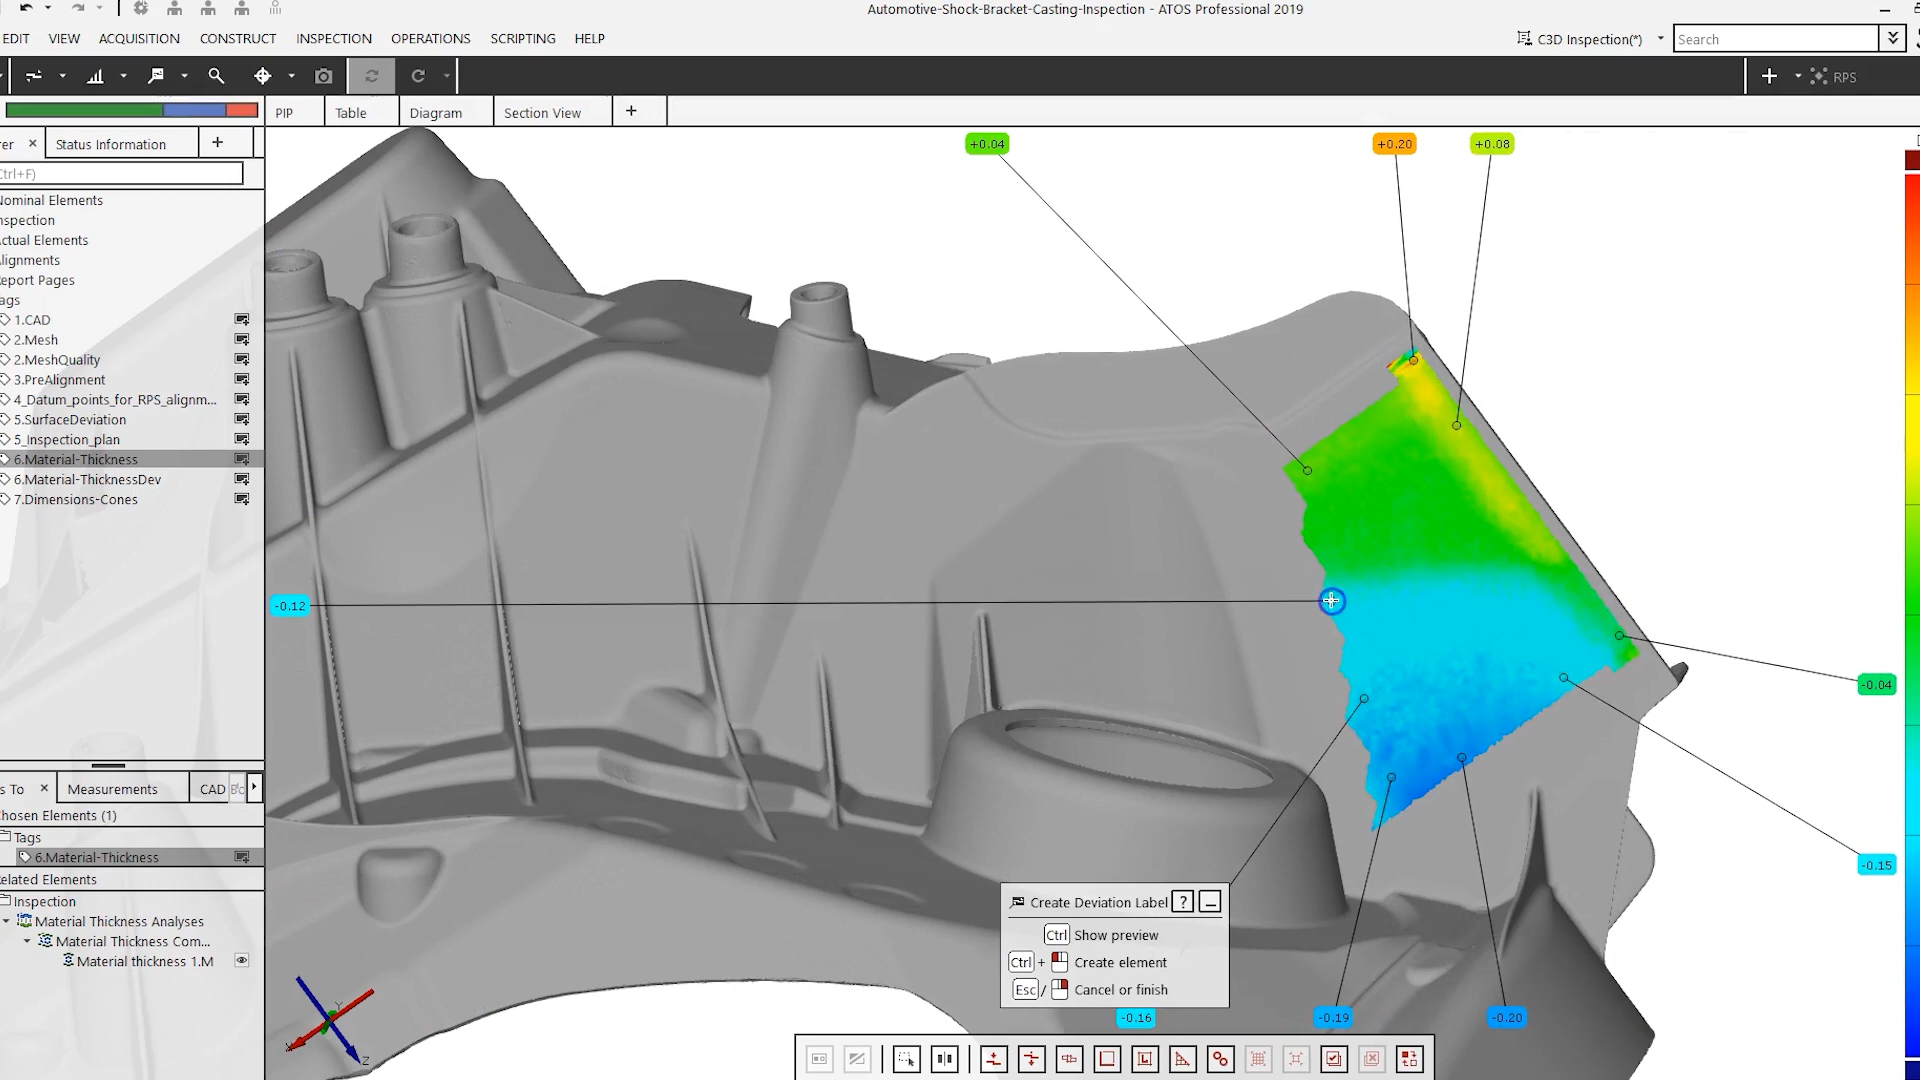 Automotive-Shock-Bracket-Casting-Inspection - ATOS Professional 2019
EDIT VIEW ACQUISITION CONSTRUCT INSPECTION OPERATIONS SCRIPTING HELP
C3D Inspection(*)
Search
RPS
PIP
Table
Diagram
Section View
+
rer
Status Information
+
Ctrl+F)
Nominal Elements
nspection
Actual Elements
lignments
Report Pages
ags
1.CAD
2.Mesh
2.MeshQuality
3.PreAlignment
4_Datum_points_for_RPS_alignm...
5.SurfaceDeviation
5_Inspection_plan
6.Material-Thickness
6.Material-ThicknessDev
7.Dimensions-Cones
+0.04
+0.20
+0.08
-0.12
-0.04
-0.15
s To
Measurements
CAD
hosen Elements (1)
Tags
6.Material-Thickness
elated Elements
Inspection
Material Thickness Analyses
Material Thickness Com...
Material thickness 1.M
Create Deviation Label ?
Ctrl Show preview
Ctrl + Create element
Esc / Cancel or finish
-0.16
-0.19
-0.20
X
Y
Z